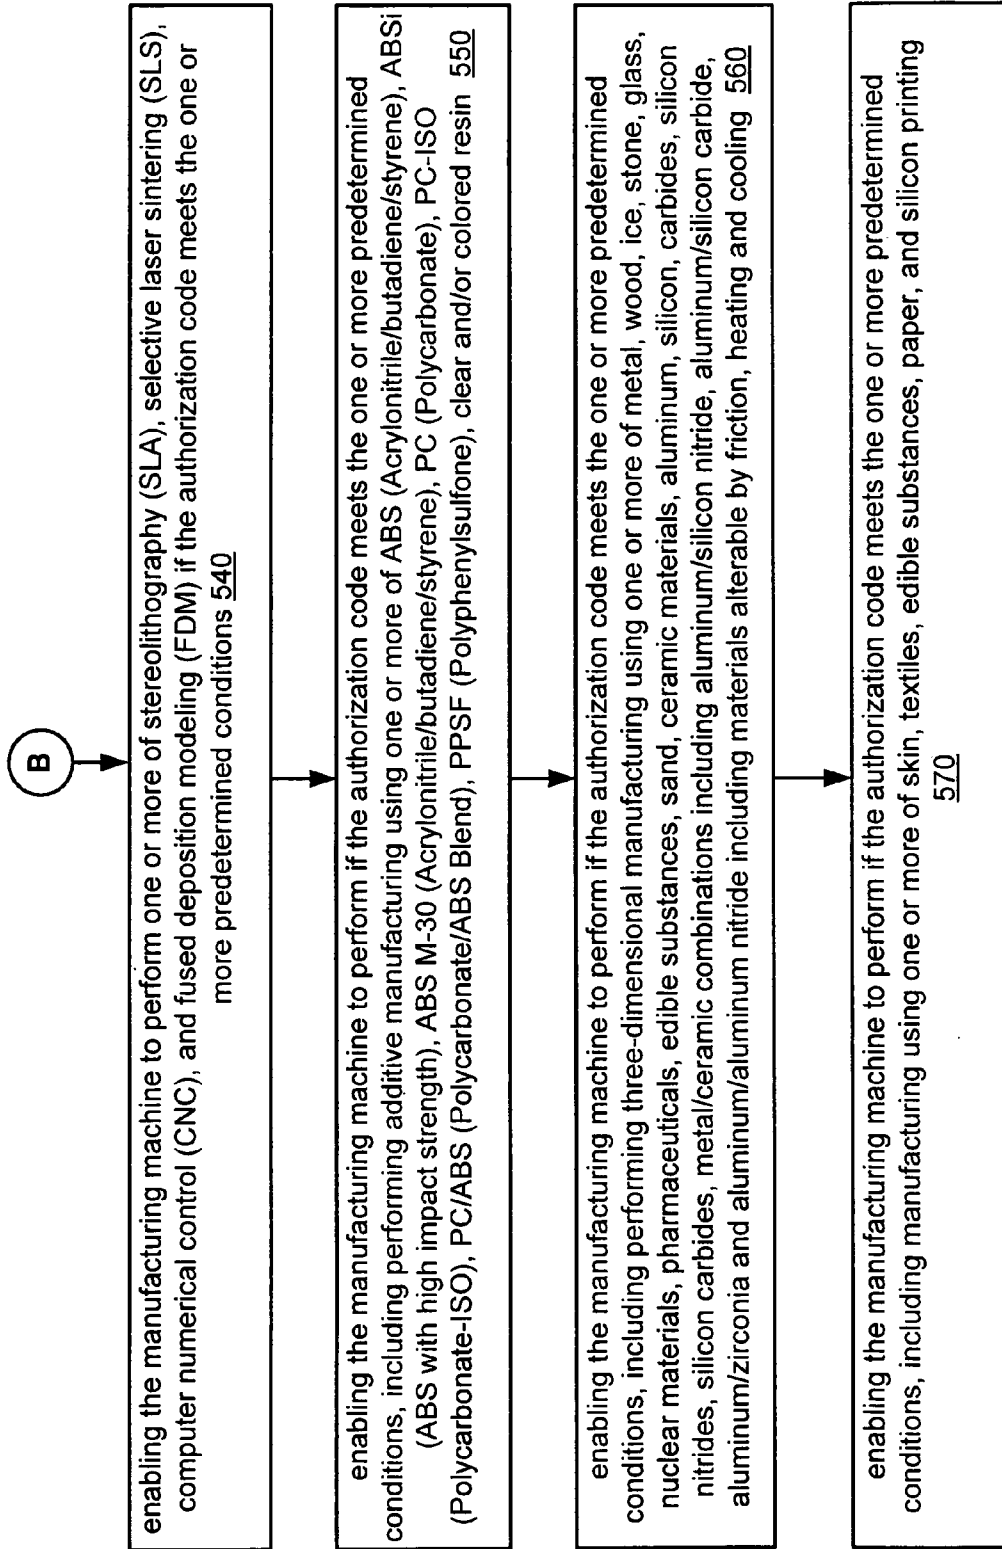 B
enabling the manufacturing machine to perform one or more of stereolithography (SLA), selective laser sintering (SLS),
computer numerical control (CNC), and fused deposition modeling (FDM) if the authorization code meets the one or
more predetermined conditions 540
enabling the manufacturing machine to perform if the authorization code meets the one or more predetermined
conditions, including performing additive manufacturing using one or more of ABS (Acrylonitrile/butadiene/styrene), ABSi
(ABS with high impact strength), ABS M-30 (Acrylonitrile/butadiene/styrene), PC (Polycarbonate), PC-ISO
(Polycarbonate-ISO), PC/ABS (Polycarbonate/ABS Blend), PPSF (Polyphenylsulfone), clear and/or colored resin 550
enabling the manufacturing machine to perform if the authorization code meets the one or more predetermined
conditions, including performing three-dimensional manufacturing using one or more of metal, wood, ice, stone, glass,
nuclear materials, pharmaceuticals, edible substances, sand, ceramic materials, aluminum, silicon, carbides, silicon
nitrides, silicon carbides, metal/ceramic combinations including aluminum/silicon nitride, aluminum/silicon carbide,
aluminum/zirconia and aluminum/aluminum nitride including materials alterable by friction, heating and cooling 560
enabling the manufacturing machine to perform if the authorization code meets the one or more predetermined
conditions, including manufacturing using one or more of skin, textiles, edible substances, paper, and silicon printing
570